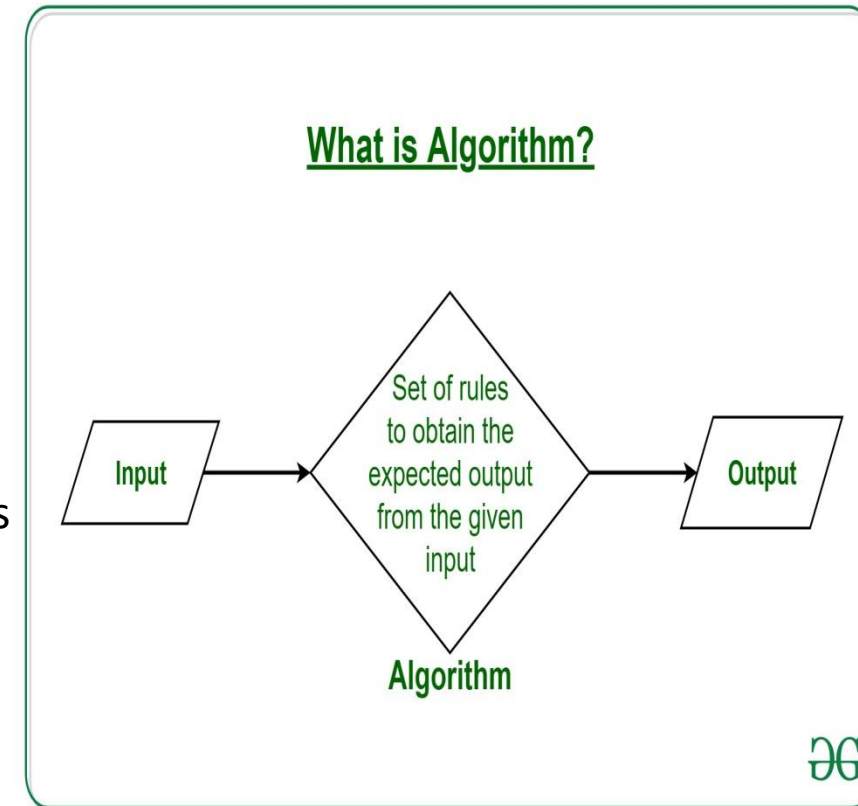 What is Algorithm?
Set of rules
to obtain the
expected output
from the given
input
Input
Output
s
Algorithm